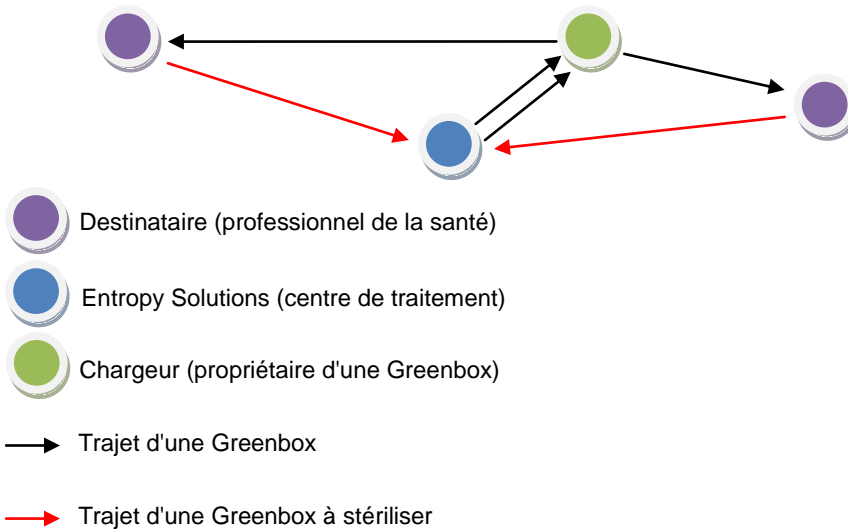 Destinataire (professionnel de la santé)
Entropy Solutions (centre de traitement)
Chargeur (propriétaire d'une Greenbox)
Trajet d'une Greenbox
Trajet d'une Greenbox à stériliser